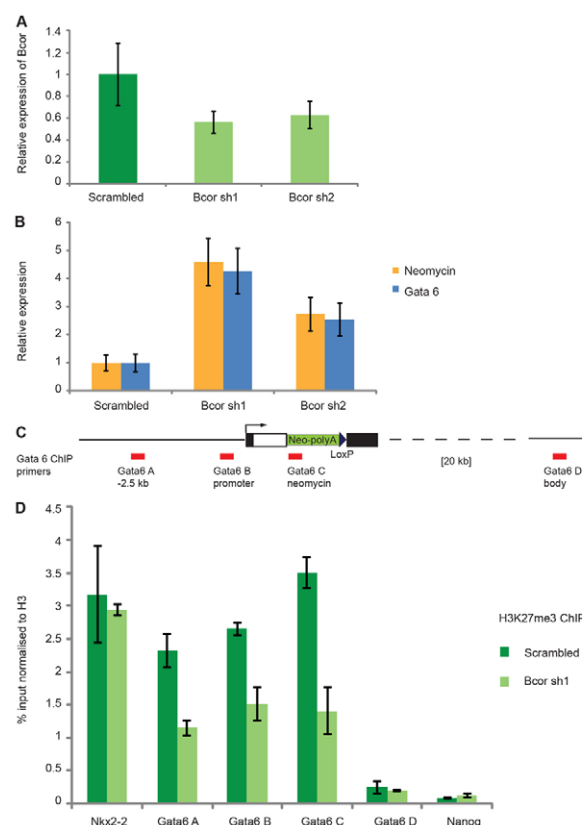 A
Relative expression of Bcor
1.4
1.2
1
0.8
0.6
0.4
0.2
0
Scrambled Bcor sh1 Bcor sh2
B
Relative expression
6
5
4
3
2
1
0
Scrambled Bcor sh1 Bcor sh2
Neomycin
Gata 6
C
Neo-polyA
LoxP
Gata 6 ChIP
primers
Gata6 A
-2.5 kb
Gata6 B
promoter
Gata6 C
neomycin
[20 kb]
Gata6 D
body
D
% input normalised to H3
4.5
4
3.5
3
2.5
2
1.5
1
0.5
0
Nkx2-2 Gata6 A Gata6 B Gata6 C Gata6 D Nanog
H3K27me3 ChIP
Scrambled
Bcor sh1